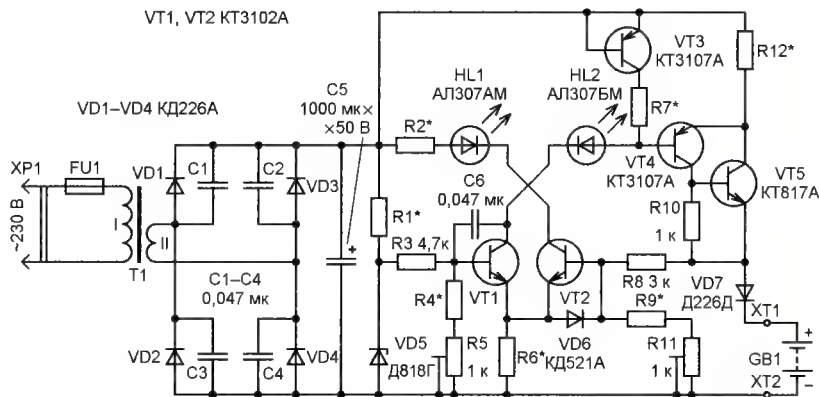 VT1, VT2 КТ3102А
VT3
КТ3107А
R12*
C5
1000 мк×
×50 В
HL1
АЛ307АМ
HL2
АЛ307БМ
R7*
VD1–VD4 КД226А
R2*
XP1
FU1
VD1
C1
C2
VD3
C6
0,047 мк
VT4
КТ3107А
VT5
КТ817А
~230 В
I
II
T1
R1*
+
R3 4,7к
R10
1 к
C1–C4
0,047 мк
VT1
VT2
R8 3 к
VD7
Д226Д
R4*
R9*
XT1
VD2
C3
C4
VD4
VD5
Д818Г
R5
1 к
R6*
VD6
КД521А
R11
1 к
GB1
+
−
XT2